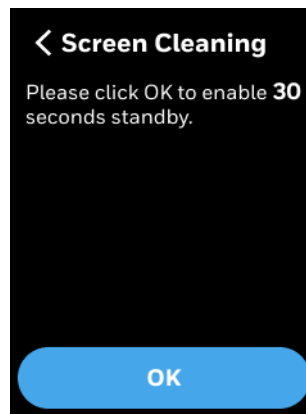 Screen Cleaning
Please click OK to enable 30
seconds standby.
OK